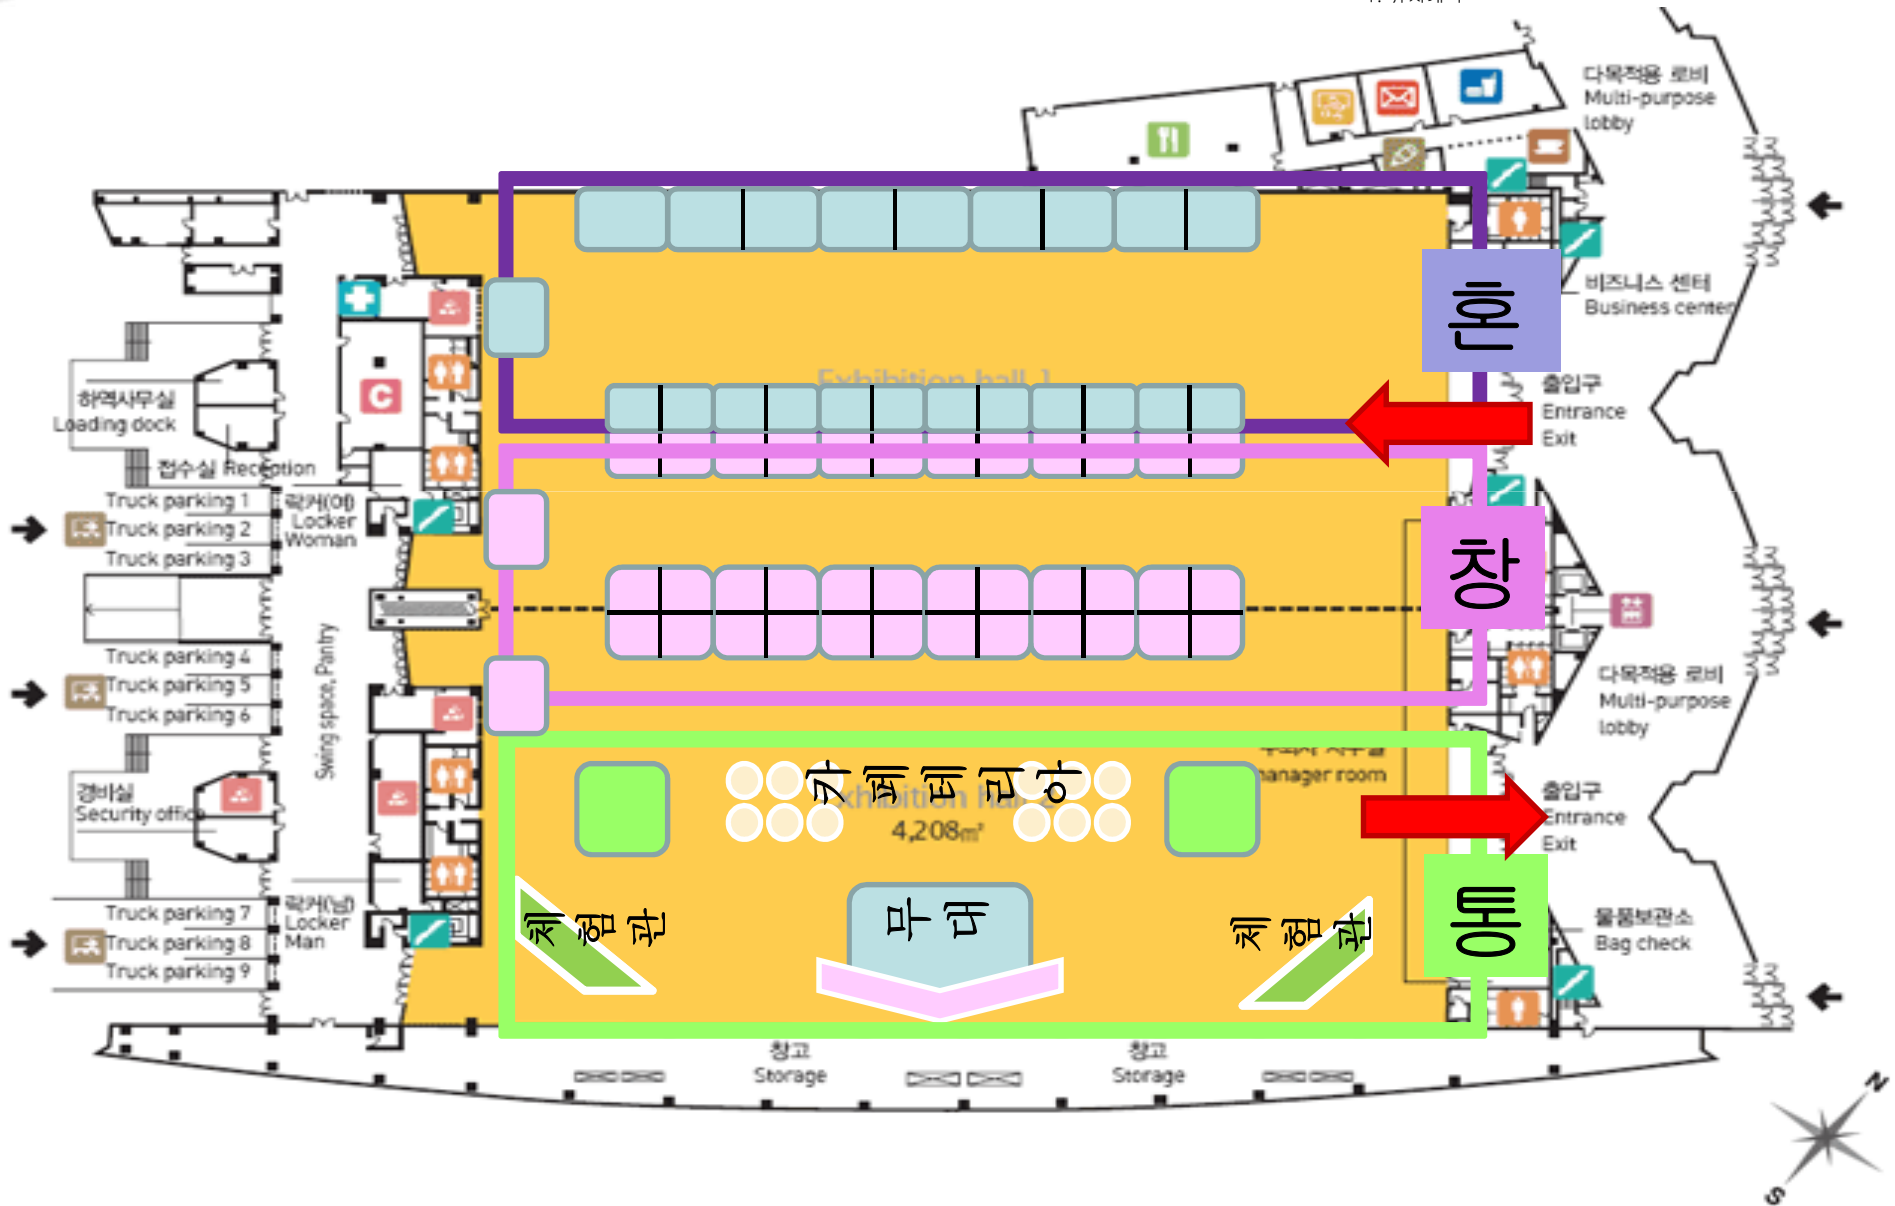 다목적용 로비
Multi-purpose
lobby
비즈니스 센터
Business center
혼
Exhibition hall 1
출입구
Entrance
Exit
하역사무실
Loading dock
접수실 Reception
Truck parking 1
Truck parking 2
Truck parking 3
락커(여)
Locker
Woman
C
창
Truck parking 4
Truck parking 5
Truck parking 6
Swing space, Pantry
다목적용 로비
Multi-purpose
lobby
manager room
카페테리아
4,208㎡
출입구
Entrance
Exit
경비실
Security office
체험관
무대
체험관
통
Truck parking 7
Truck parking 8
Truck parking 9
락커(남)
Locker
Man
물품보관소
Bag check
창고
Storage
창고
Storage
N
S